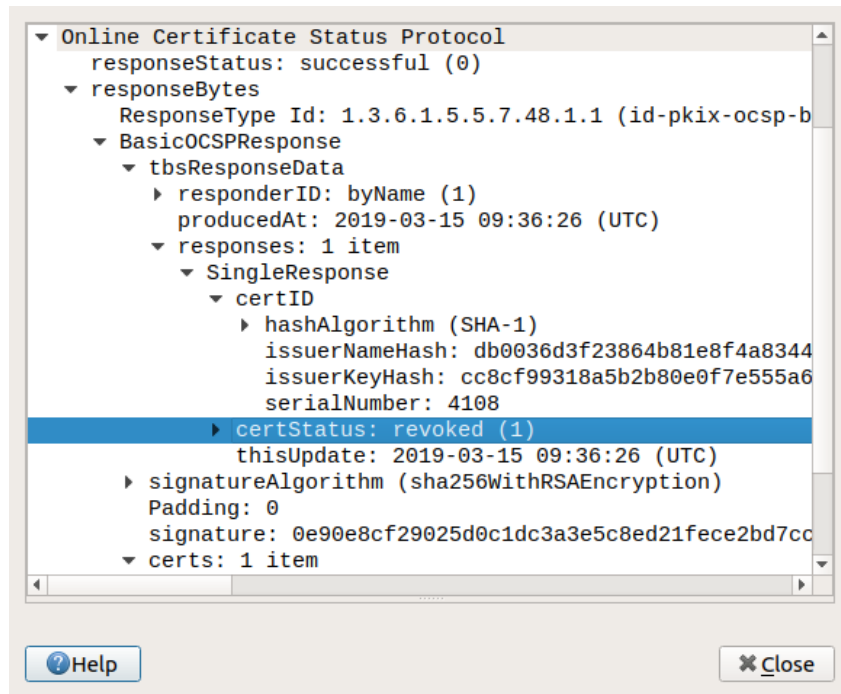 Online Certificate Status Protocol
responseStatus: successful (0)
responseBytes
ResponseType Id: 1.3.6.1.5.5.7.48.1.1 (id-pkix-ocsp-b
BasicOCSPResponse
tbsResponseData
responderID: byName (1)
producedAt: 2019-03-15 09:36:26 (UTC)
responses: 1 item
SingleResponse
certID
hashAlgorithm (SHA-1)
issuerNameHash: db0036d3f23864b81e8f4a8344
issuerKeyHash: cc8cf99318a5b2b80e0f7e555a6
serialNumber: 4108
certStatus: revoked (1)
thisUpdate: 2019-03-15 09:36:26 (UTC)
signatureAlgorithm (sha256WithRSAEncryption)
Padding: 0
signature: 0e90e8cf29025d0c1dc3a3e5c8ed21fece2bd7cc
certs: 1 item
?Help
Close